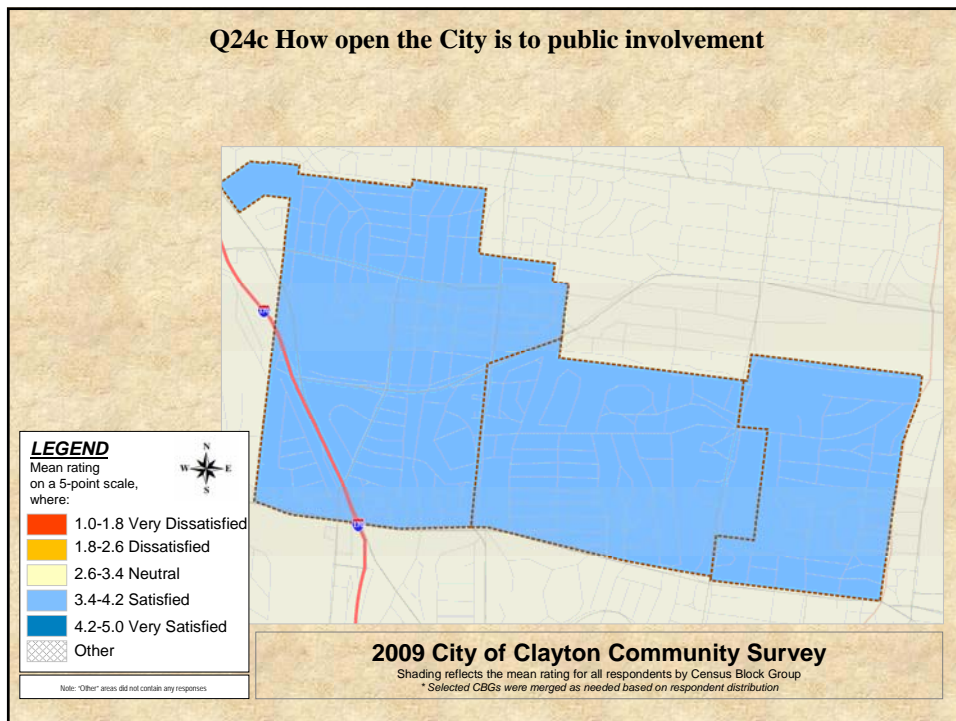 Q24c How open the City is to public involvement
LEGEND
Mean rating
on a 5-point scale,
where:
N
W E
S
1.0-1.8 Very Dissatisfied
1.8-2.6 Dissatisfied
2.6-3.4 Neutral
3.4-4.2 Satisfied
4.2-5.0 Very Satisfied
Other
Note: "Other" areas did not contain any responses
170
170
2009 City of Clayton Community Survey
Shading reflects the mean rating for all respondents by Census Block Group
* Selected CBGs were merged as needed based on respondent distribution